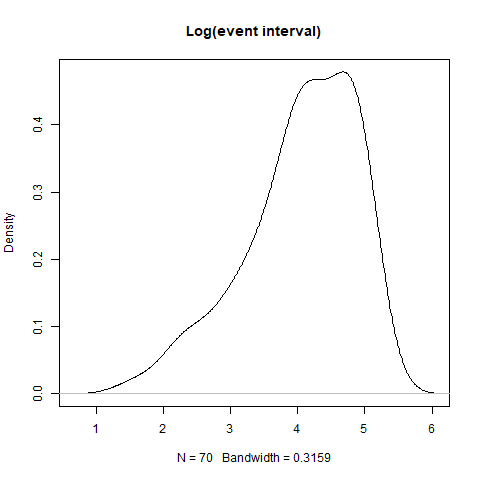 Log(event interval)
Density
0.0
0.1
0.2
0.3
0.4
1 2 3 4 5 6
N = 70 Bandwidth = 0.3159